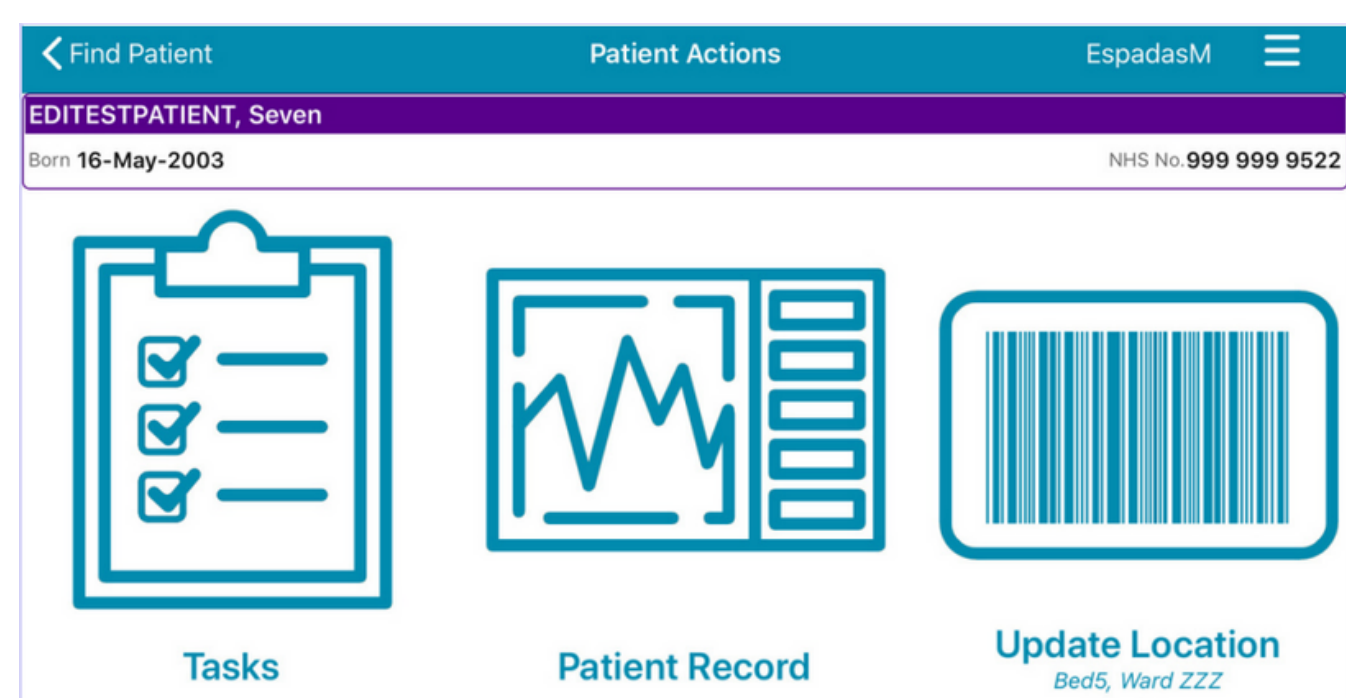 Find Patient
Patient Actions
EspadasM
EDITESTPATIENT, Seven
Born 16-May-2003
NHS No.999 999 9522
Tasks
Patient Record
Update Location
Bed5, Ward ZZZ